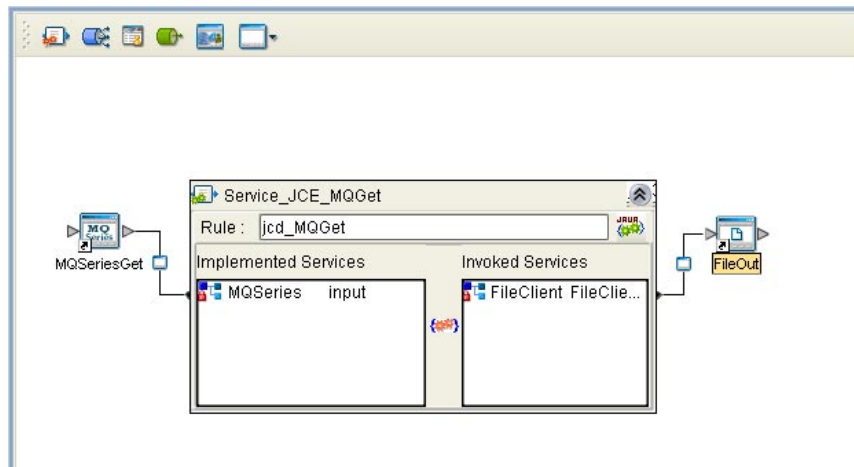 Service_JCE_MQGet
Rule : jcd_MQGet
JAVA
MQ
Series
MQSeriesGet
Implemented Services
Invoked Services
MQSeries input
FileClient FileClie...
FileOut